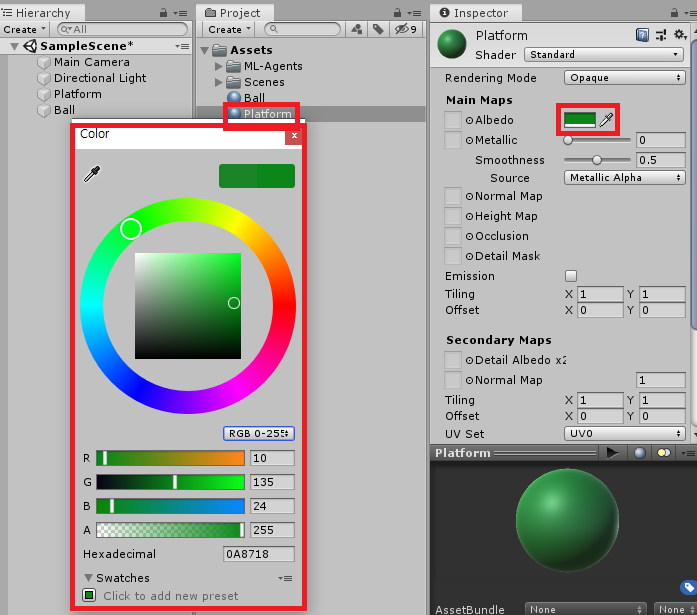 Hierarchy
Create
All
SampleScene*
Main Camera
Directional Light
Platform
Ball
Project
Create
9
Assets
ML-Agents
Scenes
Ball
Platform
Color
x
RGB 0-255
R 10
G 135
B 24
A 255
Hexadecimal 0A8718
Swatches
Click to add new preset
Inspector
Platform
Shader Standard
Rendering Mode Opaque
Main Maps
Albedo
Metallic 0
Smoothness 0.5
Source Metallic Alpha
Normal Map
Height Map
Occlusion
Detail Mask
Emission
Tiling X 1 Y 1
Offset X 0 Y 0
Secondary Maps
Detail Albedo x2
Normal Map 1
Tiling X 1 Y 1
Offset X 0 Y 0
UV Set UV0
Platform
AssetBundle None None